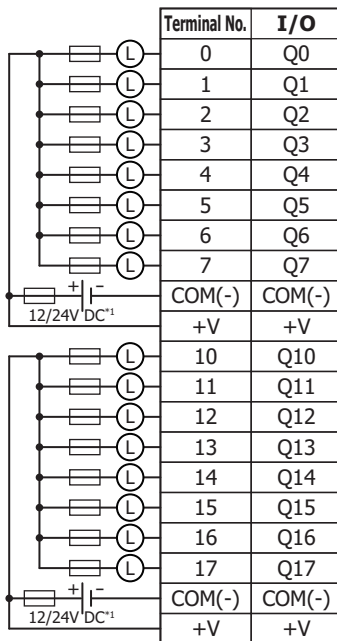 Terminal No. I/O
L 0 Q0
L 1 Q1
L 2 Q2
L 3 Q3
L 4 Q4
L 5 Q5
L 6 Q6
L 7 Q7
+ − COM(-) COM(-)
12/24V DC*1 +V +V
L 10 Q10
L 11 Q11
L 12 Q12
L 13 Q13
L 14 Q14
L 15 Q15
L 16 Q16
L 17 Q17
+ − COM(-) COM(-)
12/24V DC*1 +V +V